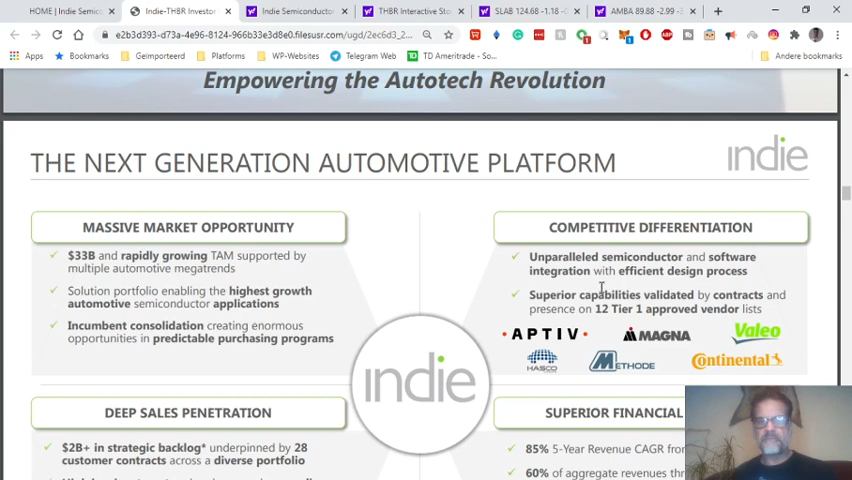 HOME | Indie Semico
Indie-THBR Investor
Indie Semiconductor
THBR Interactive Sto
SLAB 124.68 -1.18 -
AMBA 89.88 -2.99 -
e2b3d393-d73a-4e96-8124-966b33e3d8e0.filesusr.com/ugd/2ec6d3_2...
Apps
Bookmarks
Geïmporteerd
Platforms
WP-Websites
Telegram Web
TD Ameritrade - So...
Andere bookmarks
Empowering the Autotech Revolution
THE NEXT GENERATION AUTOMOTIVE PLATFORM
indie
MASSIVE MARKET OPPORTUNITY
$33B and rapidly growing TAM supported by
multiple automotive megatrends
Solution portfolio enabling the highest growth
automotive semiconductor applications
Incumbent consolidation creating enormous
opportunities in predictable purchasing programs
COMPETITIVE DIFFERENTIATION
Unparalleled semiconductor and software
integration with efficient design process
Superior capabilities validated by contracts and
presence on 12 Tier 1 approved vendor lists
• APTIV •
MAGNA
Valeo
HASCO
METHODE
Continental
indie
DEEP SALES PENETRATION
$2B+ in strategic backlog* underpinned by 28
customer contracts across a diverse portfolio
SUPERIOR FINANCIAL
85% 5-Year Revenue CAGR fro
60% of aggregate revenues thr